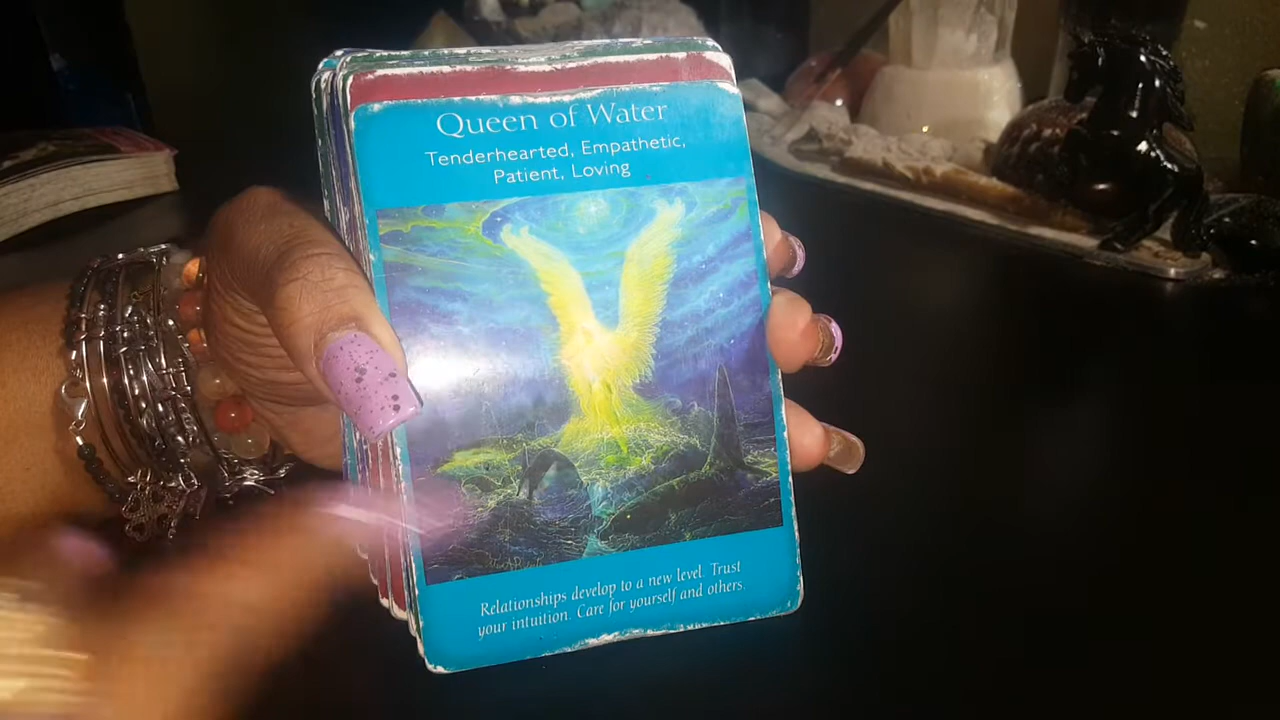 Queen of Water
Tenderhearted, Empathetic,
Patient, Loving
Relationships develop to a new level. Trust
your intuition. Care for yourself and others.